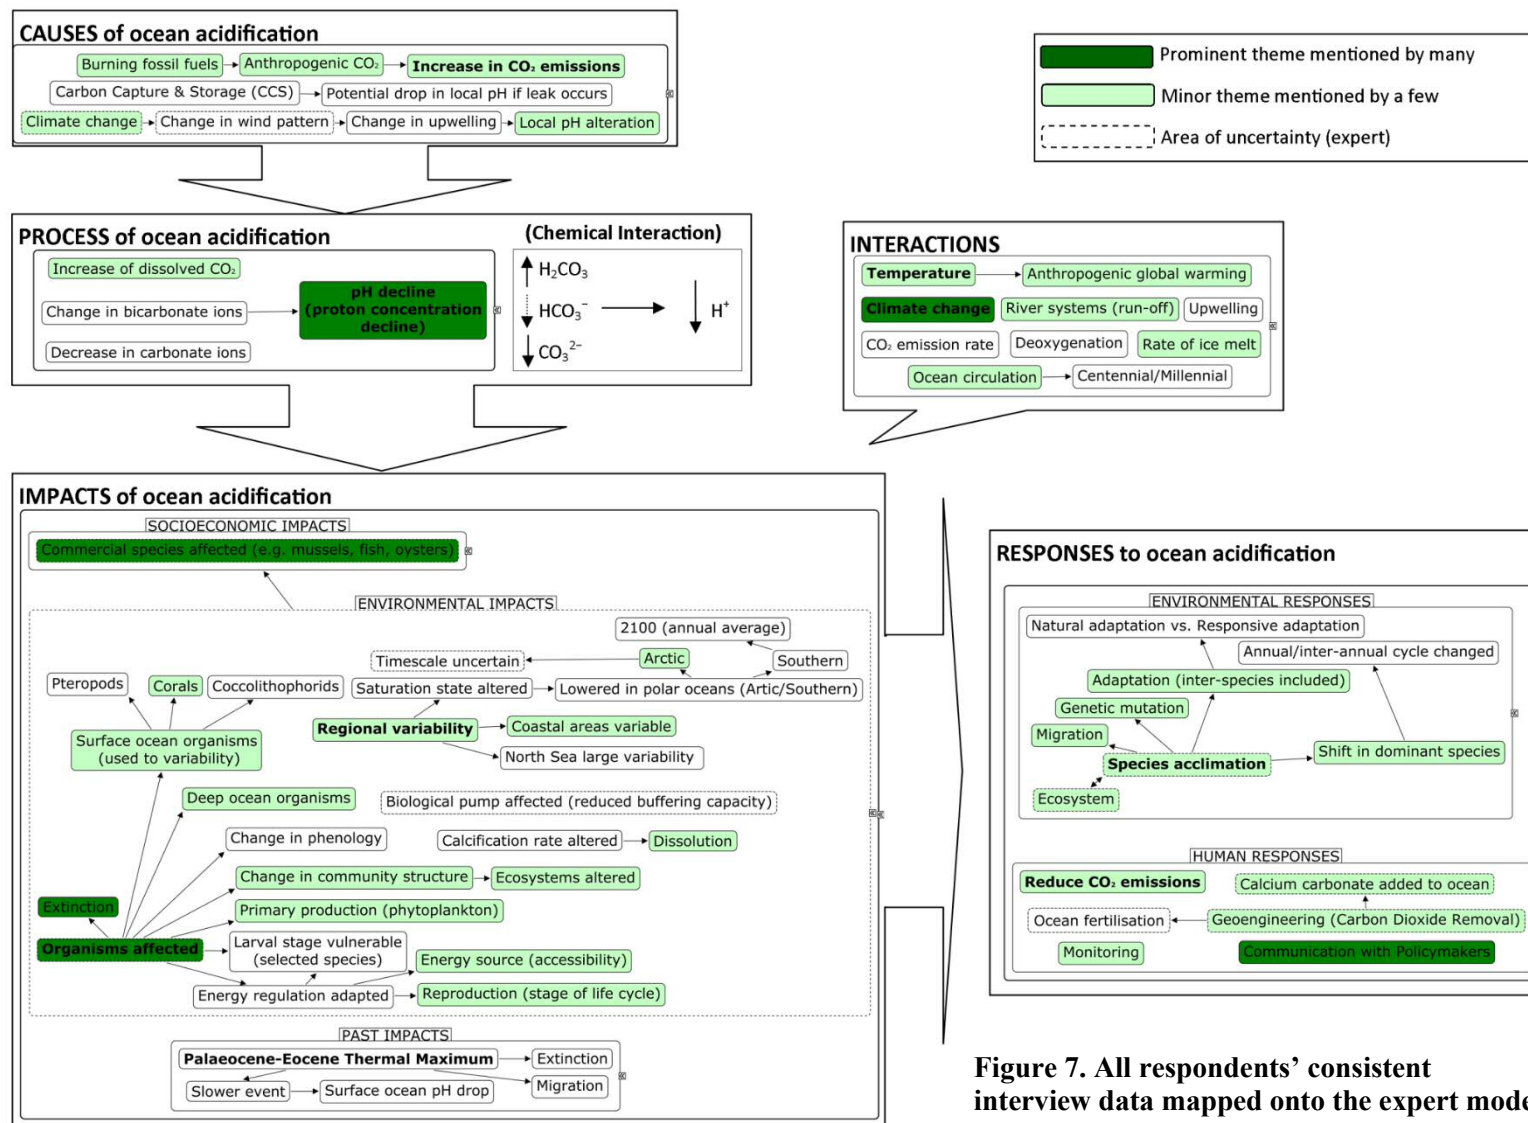 CAUSES of ocean acidification
Burning fossil fuels
Anthropogenic CO₂
Increase in CO₂ emissions
Carbon Capture & Storage (CCS)
Potential drop in local pH if leak occurs
Climate change
Change in wind pattern
Change in upwelling
Local pH alteration
Prominent theme mentioned by many
Minor theme mentioned by a few
Area of uncertainty (expert)
PROCESS of ocean acidification
(Chemical Interaction)
Increase of dissolved CO₂
Change in bicarbonate ions
Decrease in carbonate ions
pH decline
(proton concentration
decline)
H₂CO₃
HCO₃⁻
CO₃²⁻
H⁺
INTERACTIONS
Temperature
Anthropogenic global warming
Climate change
River systems (run-off)
Upwelling
CO₂ emission rate
Deoxygenation
Rate of ice melt
Ocean circulation
Centennial/Millennial
IMPACTS of ocean acidification
SOCIOECONOMIC IMPACTS
Commercial species affected (e.g. mussels, fish, oysters)
ENVIRONMENTAL IMPACTS
2100 (annual average)
Timescale uncertain
Arctic
Southern
Pteropods
Corals
Coccolithophorids
Saturation state altered
Lowered in polar oceans (Artic/Southern)
Regional variability
Coastal areas variable
Surface ocean organisms
(used to variability)
North Sea large variability
Deep ocean organisms
Biological pump affected (reduced buffering capacity)
Change in phenology
Calcification rate altered
Dissolution
Change in community structure
Ecosystems altered
Extinction
Primary production (phytoplankton)
Organisms affected
Larval stage vulnerable
(selected species)
Energy source (accessibility)
Energy regulation adapted
Reproduction (stage of life cycle)
PAST IMPACTS
Palaeocene-Eocene Thermal Maximum
Extinction
Slower event
Surface ocean pH drop
Migration
RESPONSES to ocean acidification
ENVIRONMENTAL RESPONSES
Natural adaptation vs. Responsive adaptation
Annual/inter-annual cycle changed
Adaptation (inter-species included)
Genetic mutation
Migration
Species acclimation
Shift in dominant species
Ecosystem
HUMAN RESPONSES
Reduce CO₂ emissions
Calcium carbonate added to ocean
Ocean fertilisation
Geoengineering (Carbon Dioxide Removal)
Monitoring
Communication with Policymakers
Figure 7. All respondents’ consistent
interview data mapped onto the expert mode